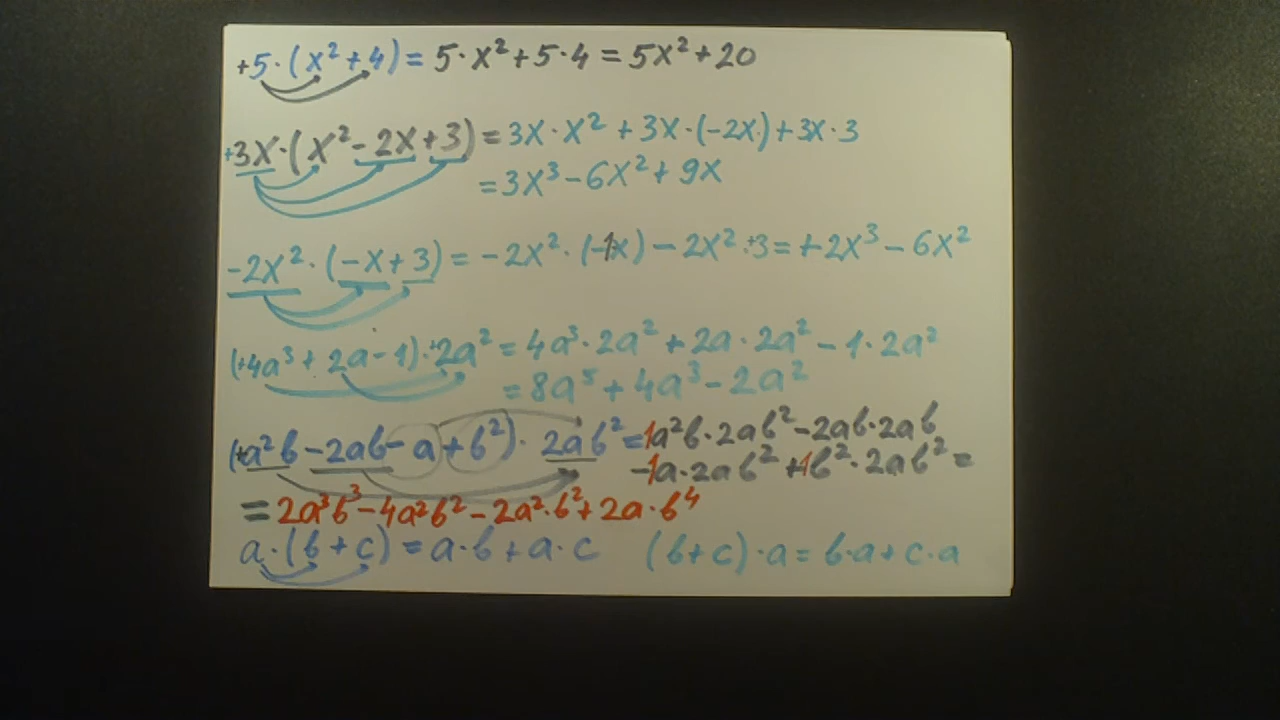 +5·(x²+4)=5·x²+5·4=5x²+20
+3x·(x²-2x+3)=3x·x²+3x·(-2x)+3x·3
=3x³-6x²+9x
-2x²·(-x+3)=-2x²·(-1x)-2x²·+3=+2x³-6x²
(+4a³+2a-1)·+2a²=4a³·2a²+2a·2a²-1·2a²
=8a⁵+4a³-2a²
(+a²b-2ab-a+b²)·2ab²=1a²b·2ab²-2ab·2ab
-1a·2ab²+1b²·2ab²=
=2a³b³-4a²b²-2a²·b²+2a·b⁴
a·(b+c)=a·b+a·c (b+c)·a=b·a+c·a